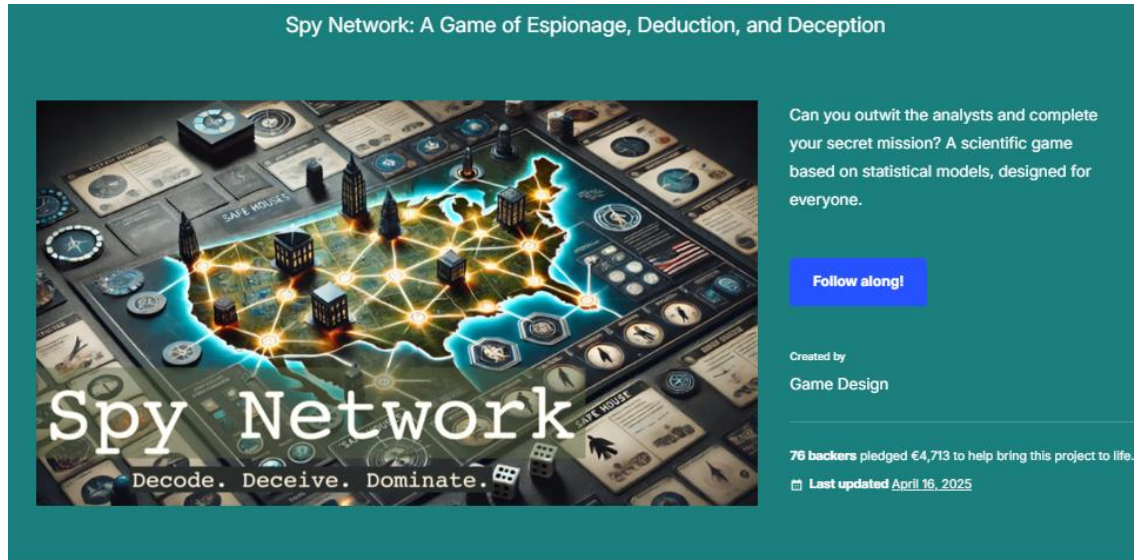 Spy Network: A Game of Espionage, Deduction, and Deception
Can you outwit the analysts and complete
your secret mission? A scientific game
based on statistical models, designed for
everyone.
Follow along!
Created by
Game Design
76 backers pledged €4,713 to help bring this project to life.
Last updated April 16, 2025
SAFE HOUSES
SAFE HOUSE
Spy Network
Decode. Deceive. Dominate.